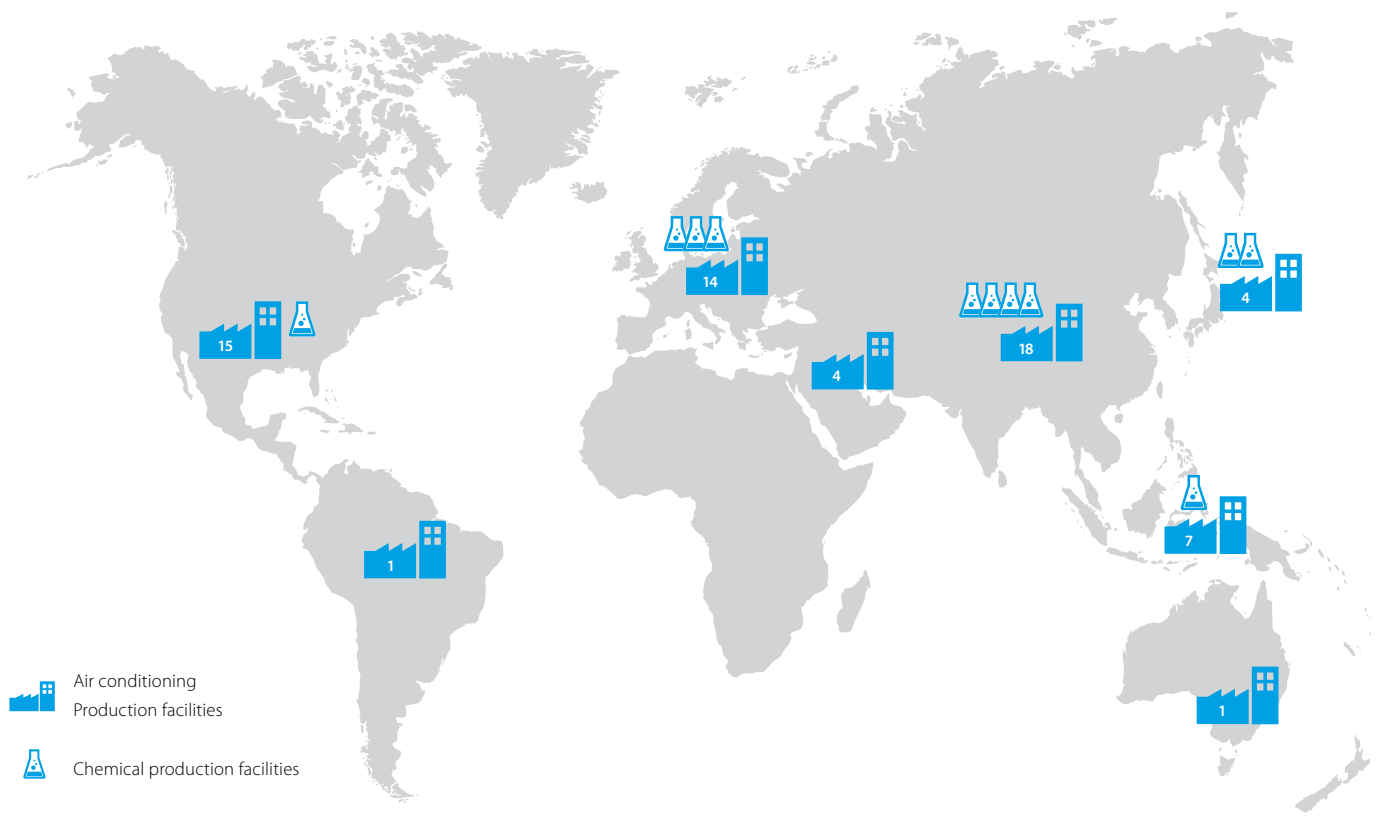 14
4
15
18
4
1
7
1
Air conditioning
Production facilities
Chemical production facilities